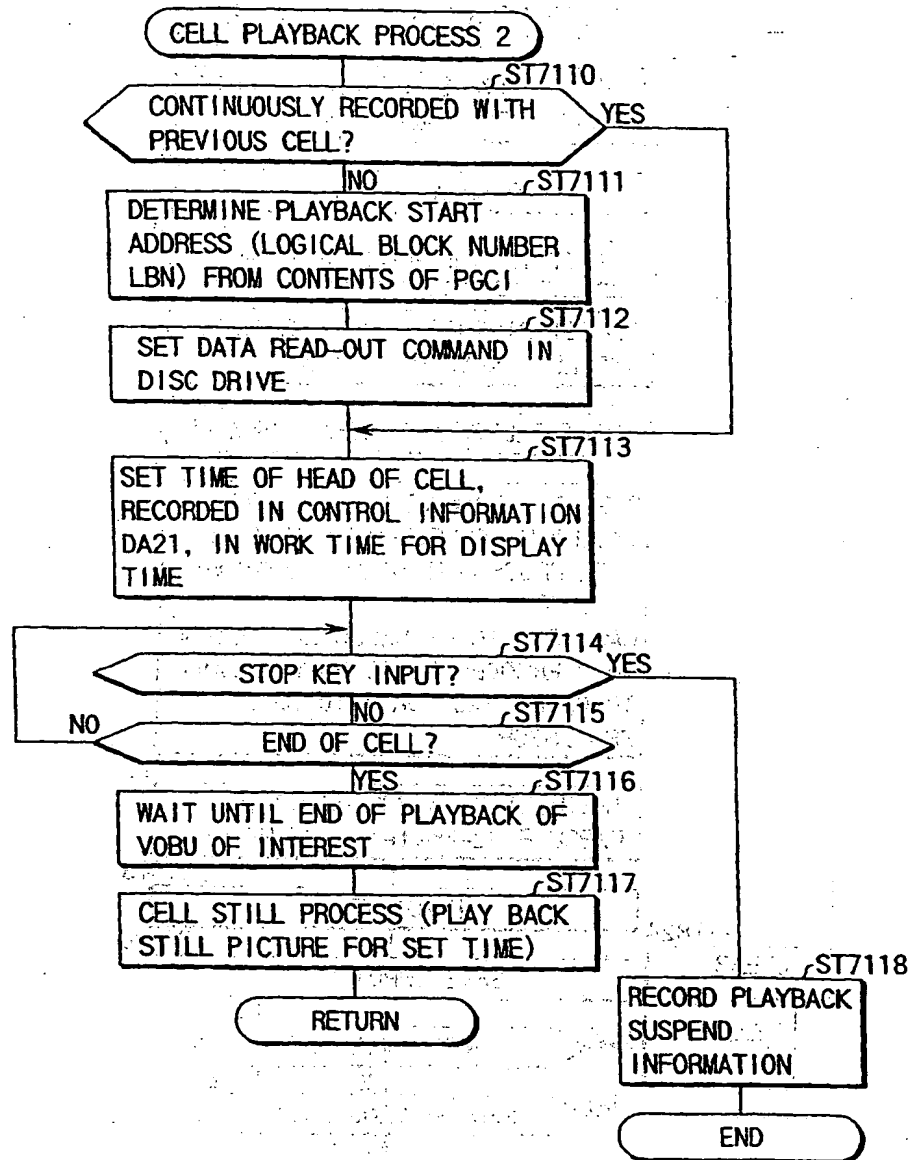 CELL PLAYBACK PROCESS 2
ST7110
CONTINUOUSLY RECORDED WITH
PREVIOUS CELL?
YES
NO
ST7111
DETERMINE PLAYBACK START
ADDRESS (LOGICAL BLOCK NUMBER
LBN) FROM CONTENTS OF PGCI
ST7112
SET DATA READ-OUT COMMAND IN
DISC DRIVE
ST7113
SET TIME OF HEAD OF CELL,
RECORDED IN CONTROL INFORMATION
DA21, IN WORK TIME FOR DISPLAY
TIME
ST7114
STOP KEY INPUT?
YES
NO
ST7115
NO
END OF CELL?
YES
ST7116
WAIT UNTIL END OF PLAYBACK OF
VOBU OF INTEREST
ST7117
CELL STILL PROCESS (PLAY BACK
STILL PICTURE FOR SET TIME)
RETURN
ST7118
RECORD PLAYBACK
SUSPEND
INFORMATION
END